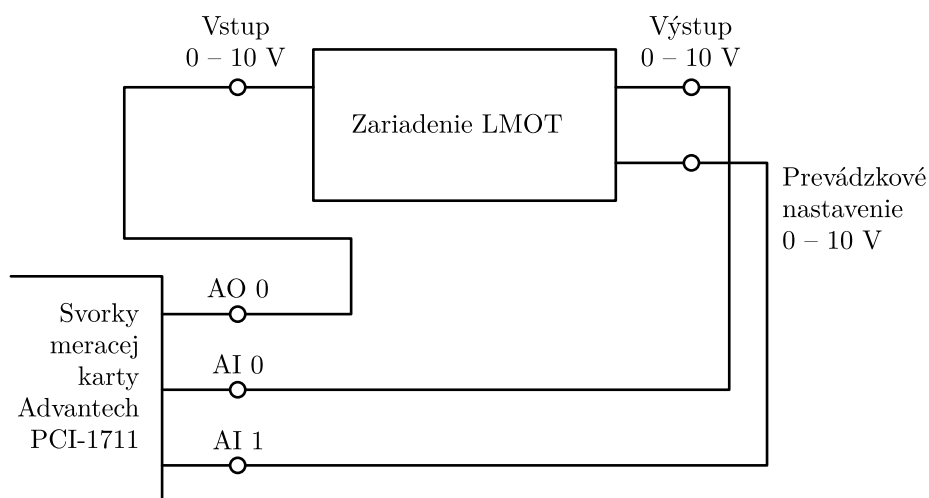 Vstup
0 – 10 V
Výstup
0 – 10 V
Zariadenie LMOT
Prevádzkové
nastavenie
0 – 10 V
AO 0
Svorky
meracej
karty
Advantech
PCI-1711
AI 0
AI 1